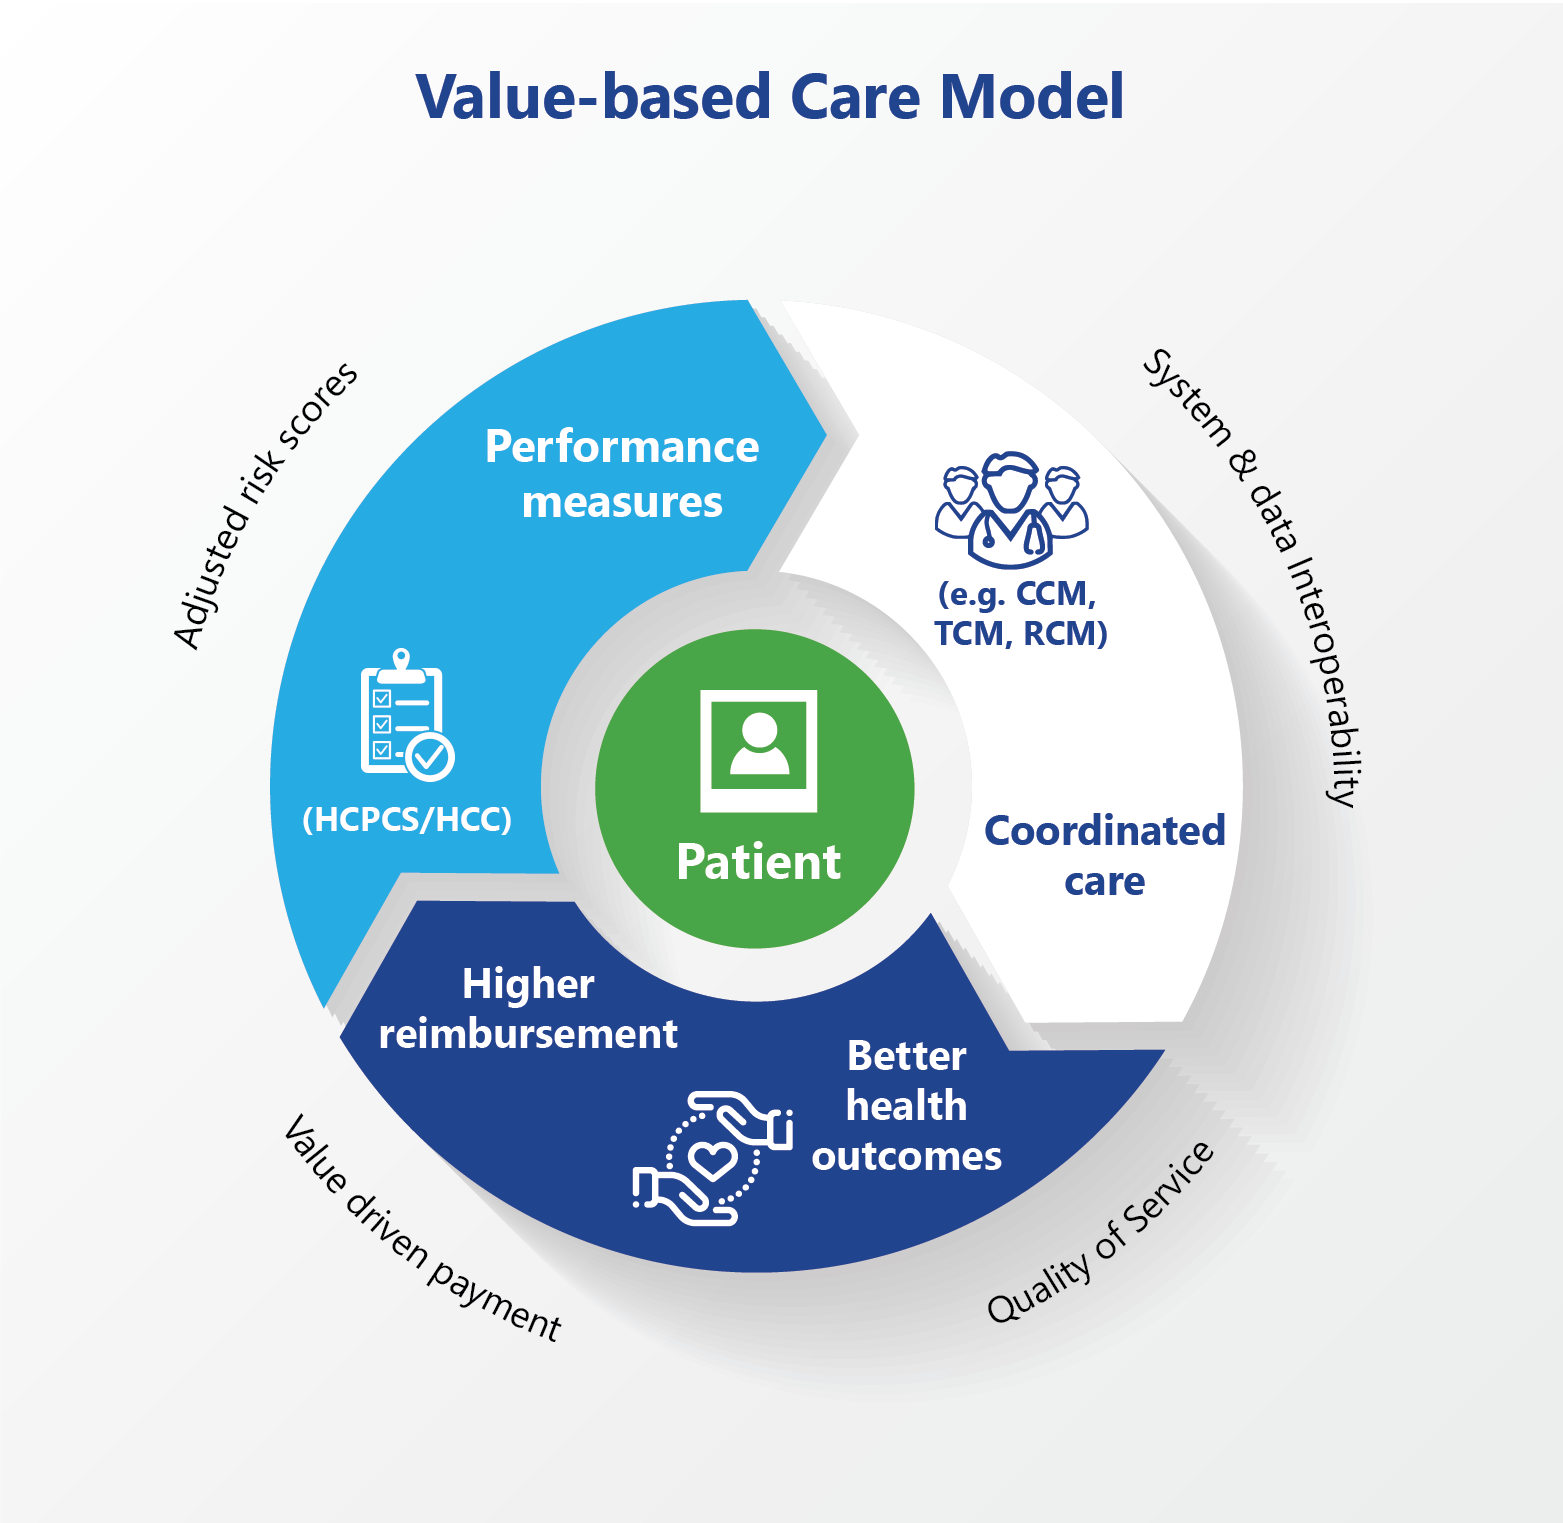 Value-based Care Model
Adjusted risk scores
System & data Interoperability
Performance
measures
(HCPCS/HCC)
(e.g. CCM,
TCM, RCM)
Coordinated
care
Patient
Higher
reimbursement
Better
health
outcomes
Value driven payment
Quality of Service